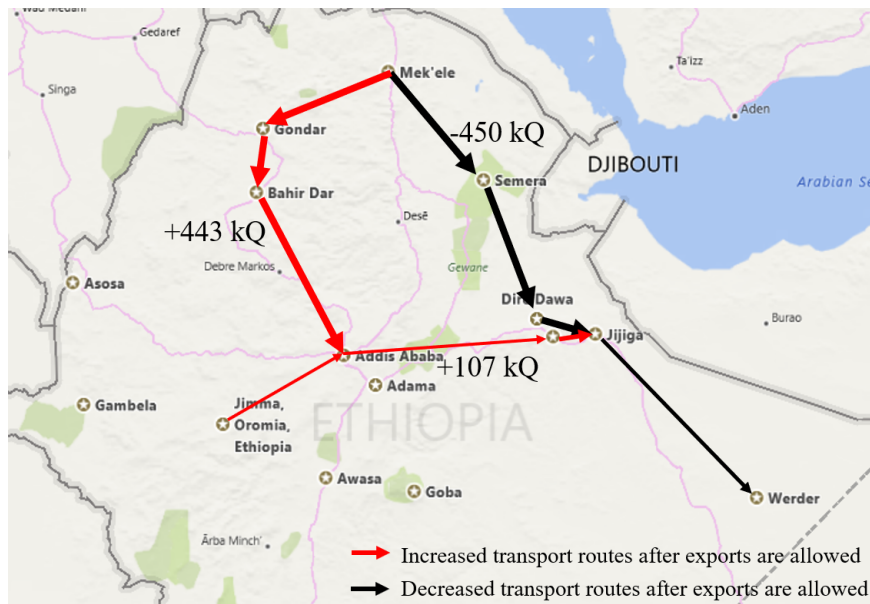 Wad Medani
Gedaref
Singa
Mek'ele
Ta'izz
Aden
Gondar
-450 kQ
DJIBOUTI
Semera
Arabian Se
Bahir Dar
Desē
+443 kQ
Debre Markos
Gewane
Asosa
Dire Dawa
Burao
Jijiga
Addis Ababa
+107 kQ
Adama
Gambela
Jimma,
Oromia,
Ethiopia
ETHIOPIA
Awasa
Goba
Werder
Ārba Minch'
Increased transport routes after exports are allowed
Decreased transport routes after exports are allowed